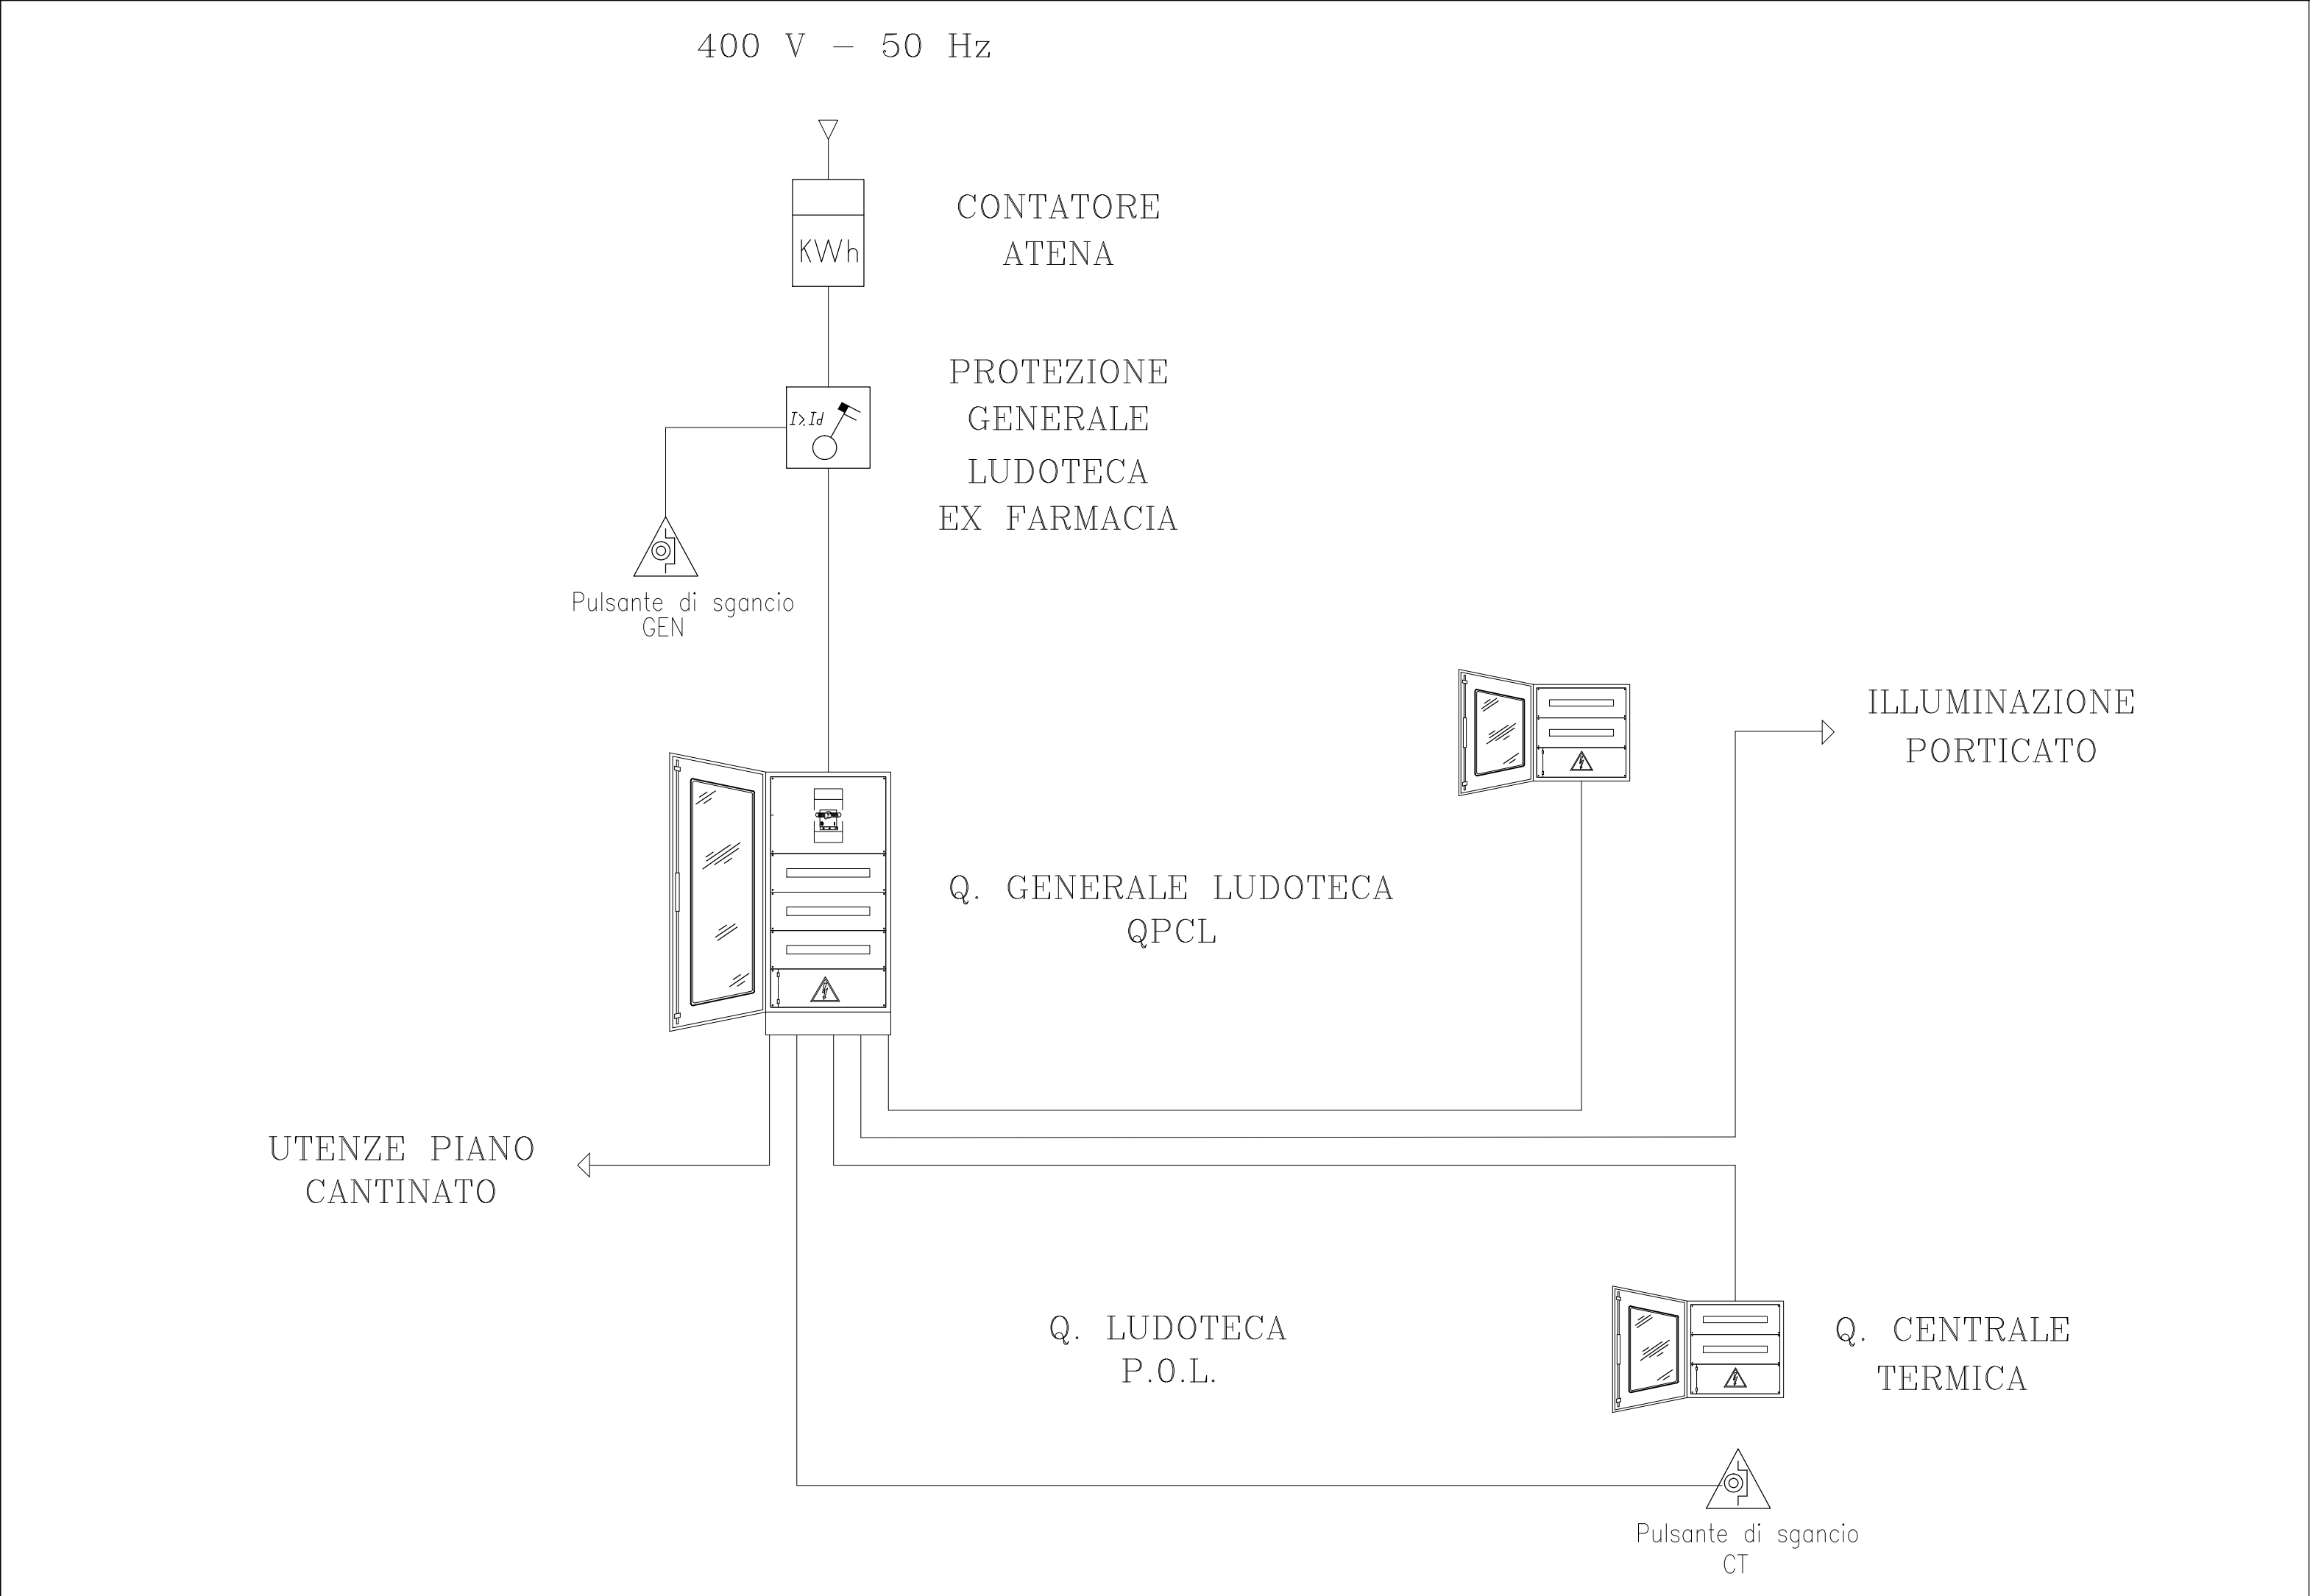 400 V – 50 Hz
CONTATORE
ATENA
KWh
PROTEZIONE
GENERALE
LUDOTECA
EX FARMACIA
I>,Id
Pulsante di sgancio
GEN
ILLUMINAZIONE
PORTICATO
Q. GENERALE LUDOTECA
QPCL
UTENZE PIANO
CANTINATO
Q. LUDOTECA
P.O.L.
Q. CENTRALE
TERMICA
Pulsante di sgancio
CT